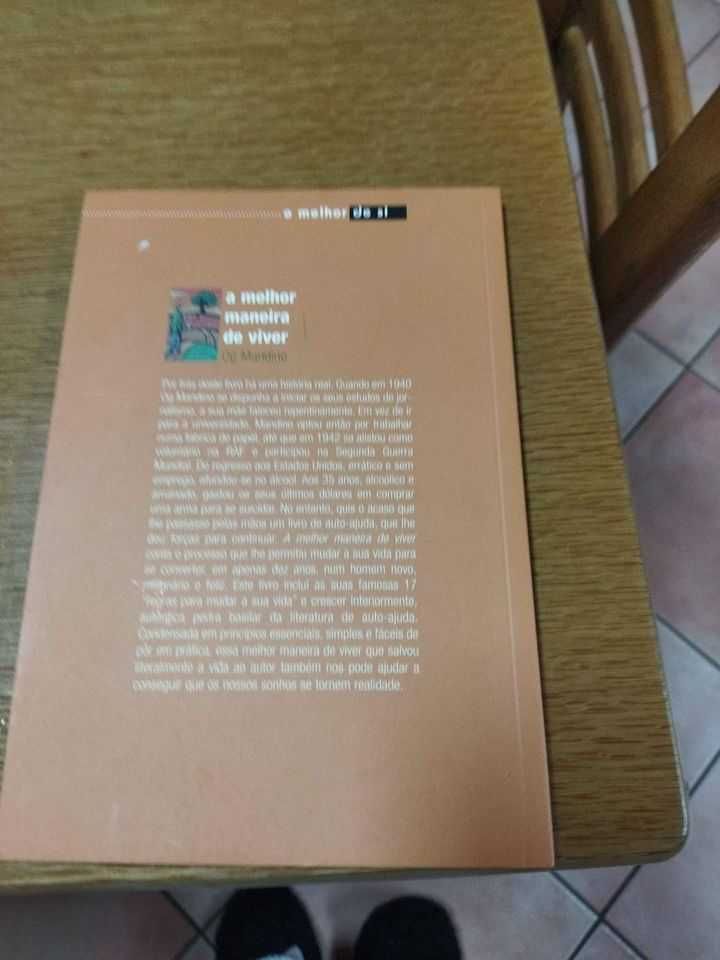 o melhor de si
a melhor
maneira
de viver
Og Mandino
Por trás deste livro há uma história real. Quando em 1940
Og Mandino se dispunha a iniciar os seus estudos de jor-
nalismo, a sua mãe faleceu repentinamente. Em vez de ir
para a universidade, Mandino optou então por trabalhar
numa fábrica de papel, até que em 1942 se alistou como
voluntário na RAF e participou na Segunda Guerra
Mundial. De regresso aos Estados Unidos, errático e sem
emprego, afundou-se no álcool. Aos 35 anos, alcoólico e
arruinado, gastou os seus últimos dólares em comprar
uma arma para se suicidar. No entanto, quis o acaso que
lhe passasse pelas mãos um livro de auto-ajuda, que lhe
deu forças para continuar. A melhor maneira de viver
conta o processo que lhe permitiu mudar a sua vida para
se converter, em apenas dez anos, num homem novo,
milionário e feliz. Este livro inclui as suas famosas 17
"regras para mudar a sua vida" e crescer interiormente,
autêntica pedra basilar da literatura de auto-ajuda.
Condensada em princípios essenciais, simples e fáceis de
pôr em prática, essa melhor maneira de viver que salvou
literalmente a vida ao autor também nos pode ajudar a
conseguir que os nossos sonhos se tornem realidade.